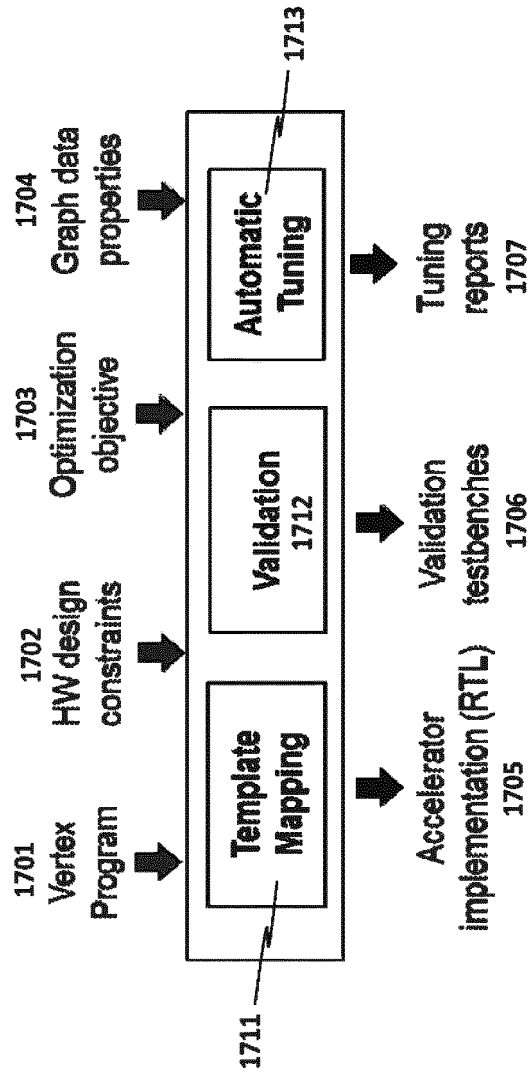 1701
Vertex
Program
1702
HW design
constraints
1703
Optimization
objective
1704
Graph data
properties
Template
Mapping
1711
Validation
1712
Automatic
Tuning
1713
Accelerator
implementation (RTL)
1705
Validation
testbenches
1706
Tuning
reports
1707